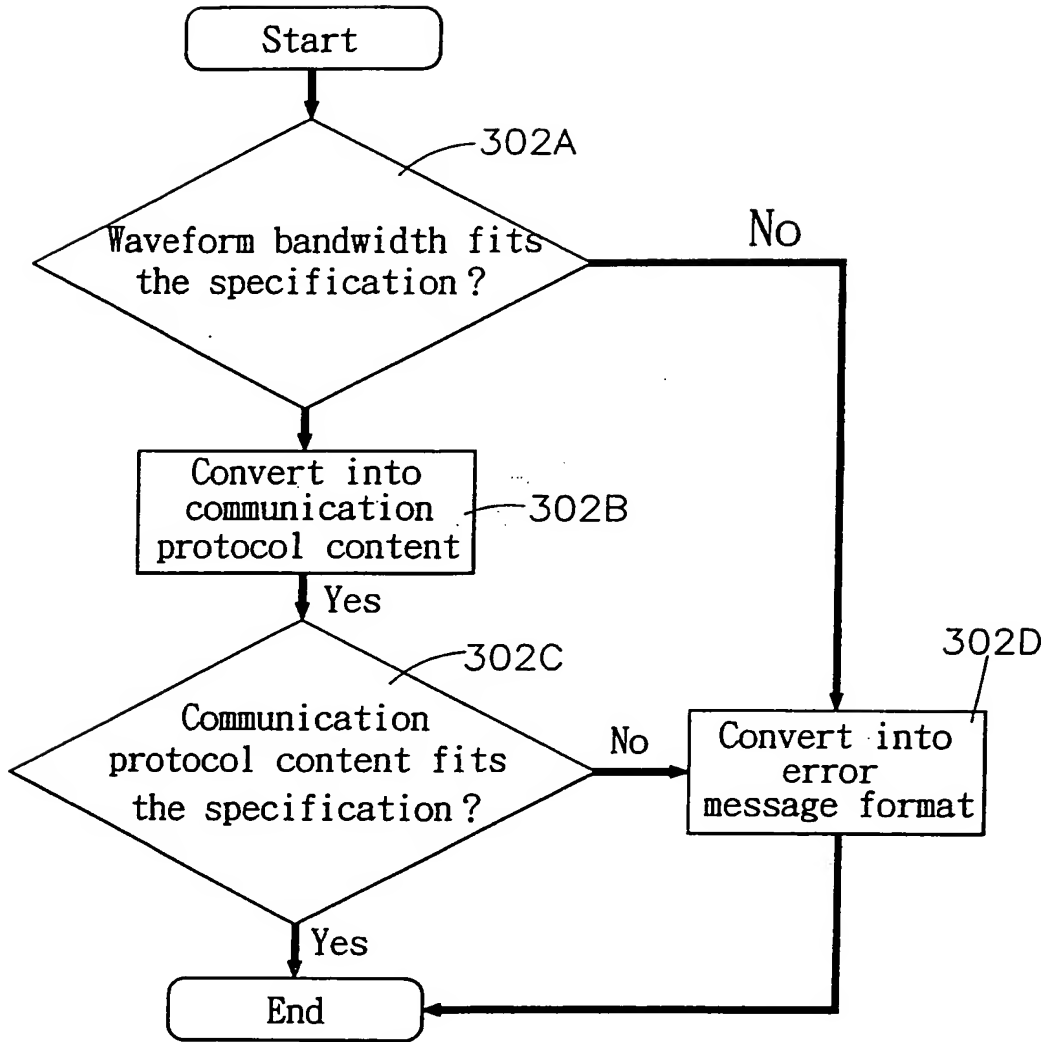 Start
302A
Waveform bandwidth fits
the specification?
No
Convert into
communication
protocol content
302B
Yes
302C
Communication
protocol content fits
the specification?
No
302D
Convert into
error
message format
Yes
End